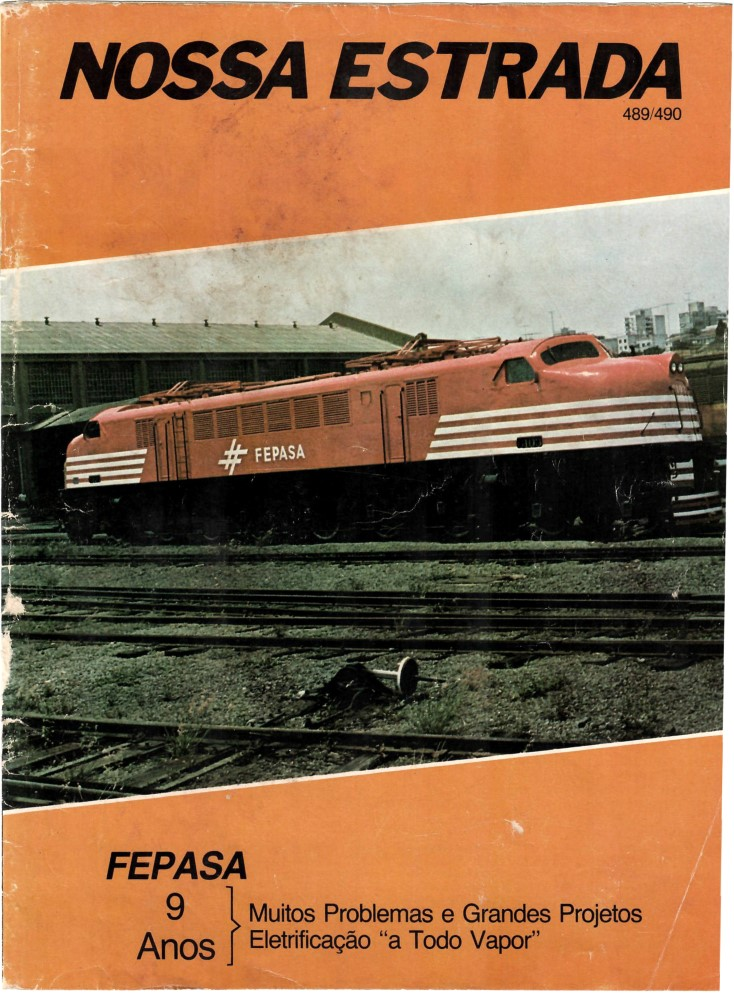 NOSSA ESTRADA
489/490
FEPASA
FEPASA
9
Anos
Muitos Problemas e Grandes Projetos
Eletrificação “a Todo Vapor”